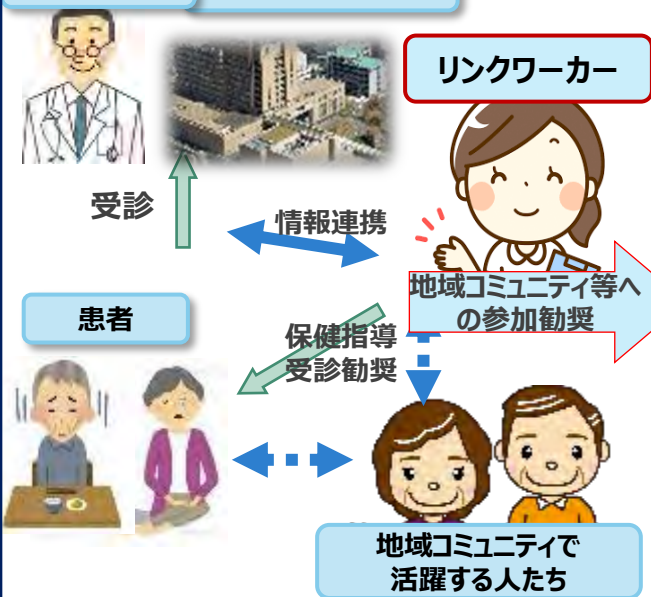 リンクワーカー
受診
情報連携
地域コミュニティ等へ
の参加勧奨
患者
保健指導
受診勧奨
地域コミュニティで
活躍する人たち